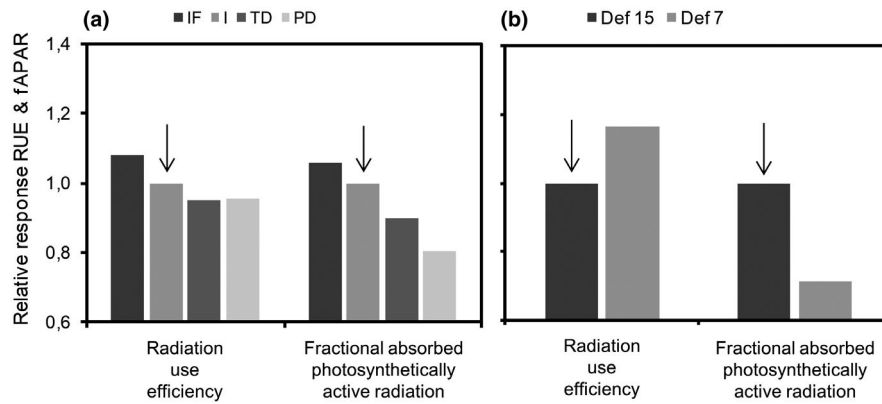 (a)
IF I TD PD
Relative response RUE & fAPAR
1,4
1,2
1,0
0,8
0,6
Radiation
use
efficiency
Fractional absorbed
photosynthetically
active radiation
(b)
Def 15 Def 7
Radiation
use
efficiency
Fractional absorbed
photosynthetically
active radiation